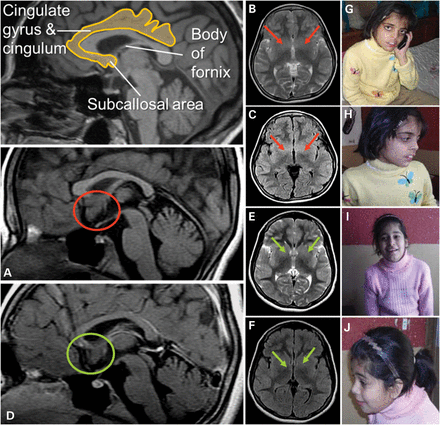 Cingulate
gyrus &
cingulum
Body
of
fornix
Subcallosal area
A
D
B
C
E
F
G
H
I
J